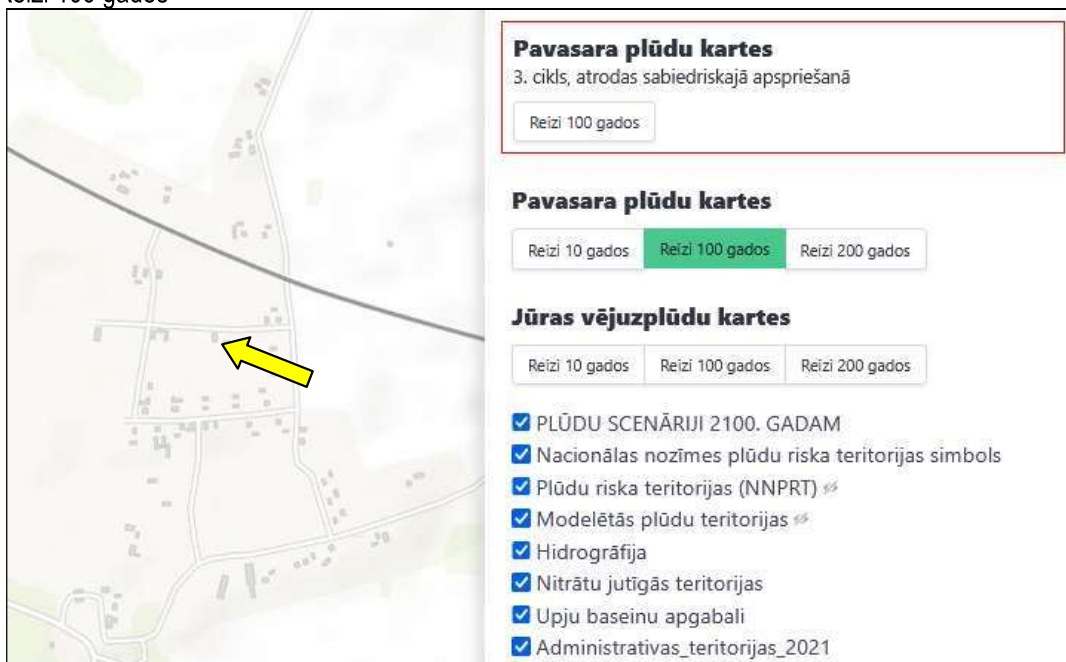 Reizi 100 gados
Pavasara plūdu kartes
3. cikls, atrodas sabiedriskajā apspriešanā
Reizi 100 gados
Pavasara plūdu kartes
Reizi 10 gados Reizi 100 gados Reizi 200 gados
Jūras vējuzplūdu kartes
Reizi 10 gados Reizi 100 gados Reizi 200 gados
PLŪDU SCENĀRIJI 2100. GADAM
Nacionālas nozīmes plūdu riska teritorijas simbols
Plūdu riska teritorijas (NNPRT)
Modelētās plūdu teritorijas
Hidrogrāfija
Nitrātu jutīgās teritorijas
Upju baseinu apgabali
Administrativas_teritorijas_2021